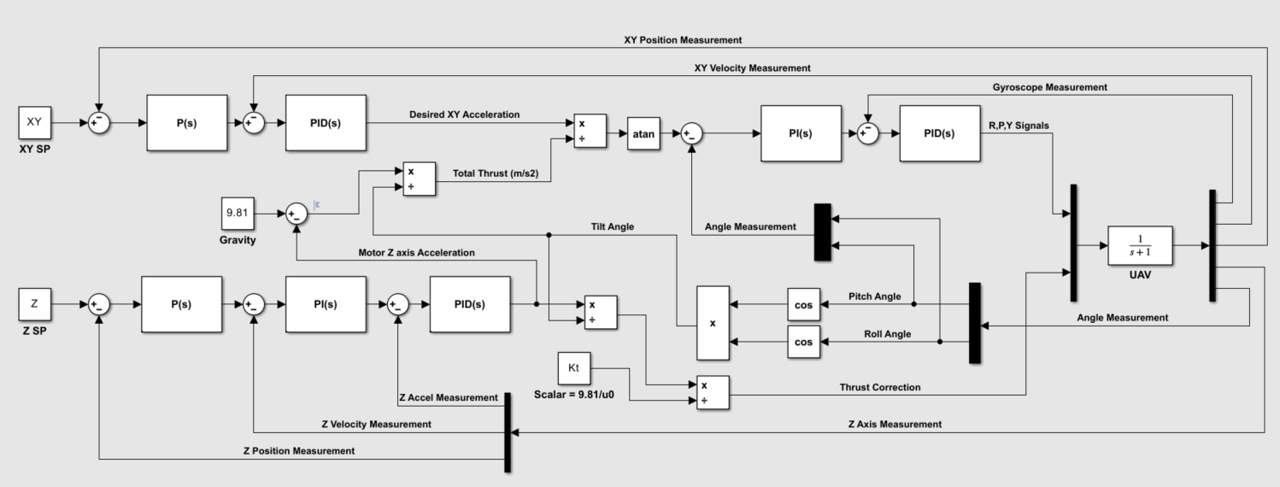 XY Position Measurement
XY Velocity Measurement
Gyroscope Measurement
XY
XY SP
+
−
P(s)
+
−
PID(s)
Desired XY Acceleration
x
÷
atan
+
−
PI(s)
+
−
PID(s)
R,P,Y Signals
x
÷
Total Thrust (m/s2)
9.81
Gravity
+
−
Tilt Angle
Angle Measurement
Motor Z axis Acceleration
1
s + 1
UAV
Z
Z SP
+
−
P(s)
+
−
PI(s)
+
−
PID(s)
x
÷
x
cos
Pitch Angle
cos
Roll Angle
Angle Measurement
Kt
Scalar = 9.81/u0
x
÷
Thrust Correction
Z Accel Measurement
Z Velocity Measurement
Z Axis Measurement
Z Position Measurement